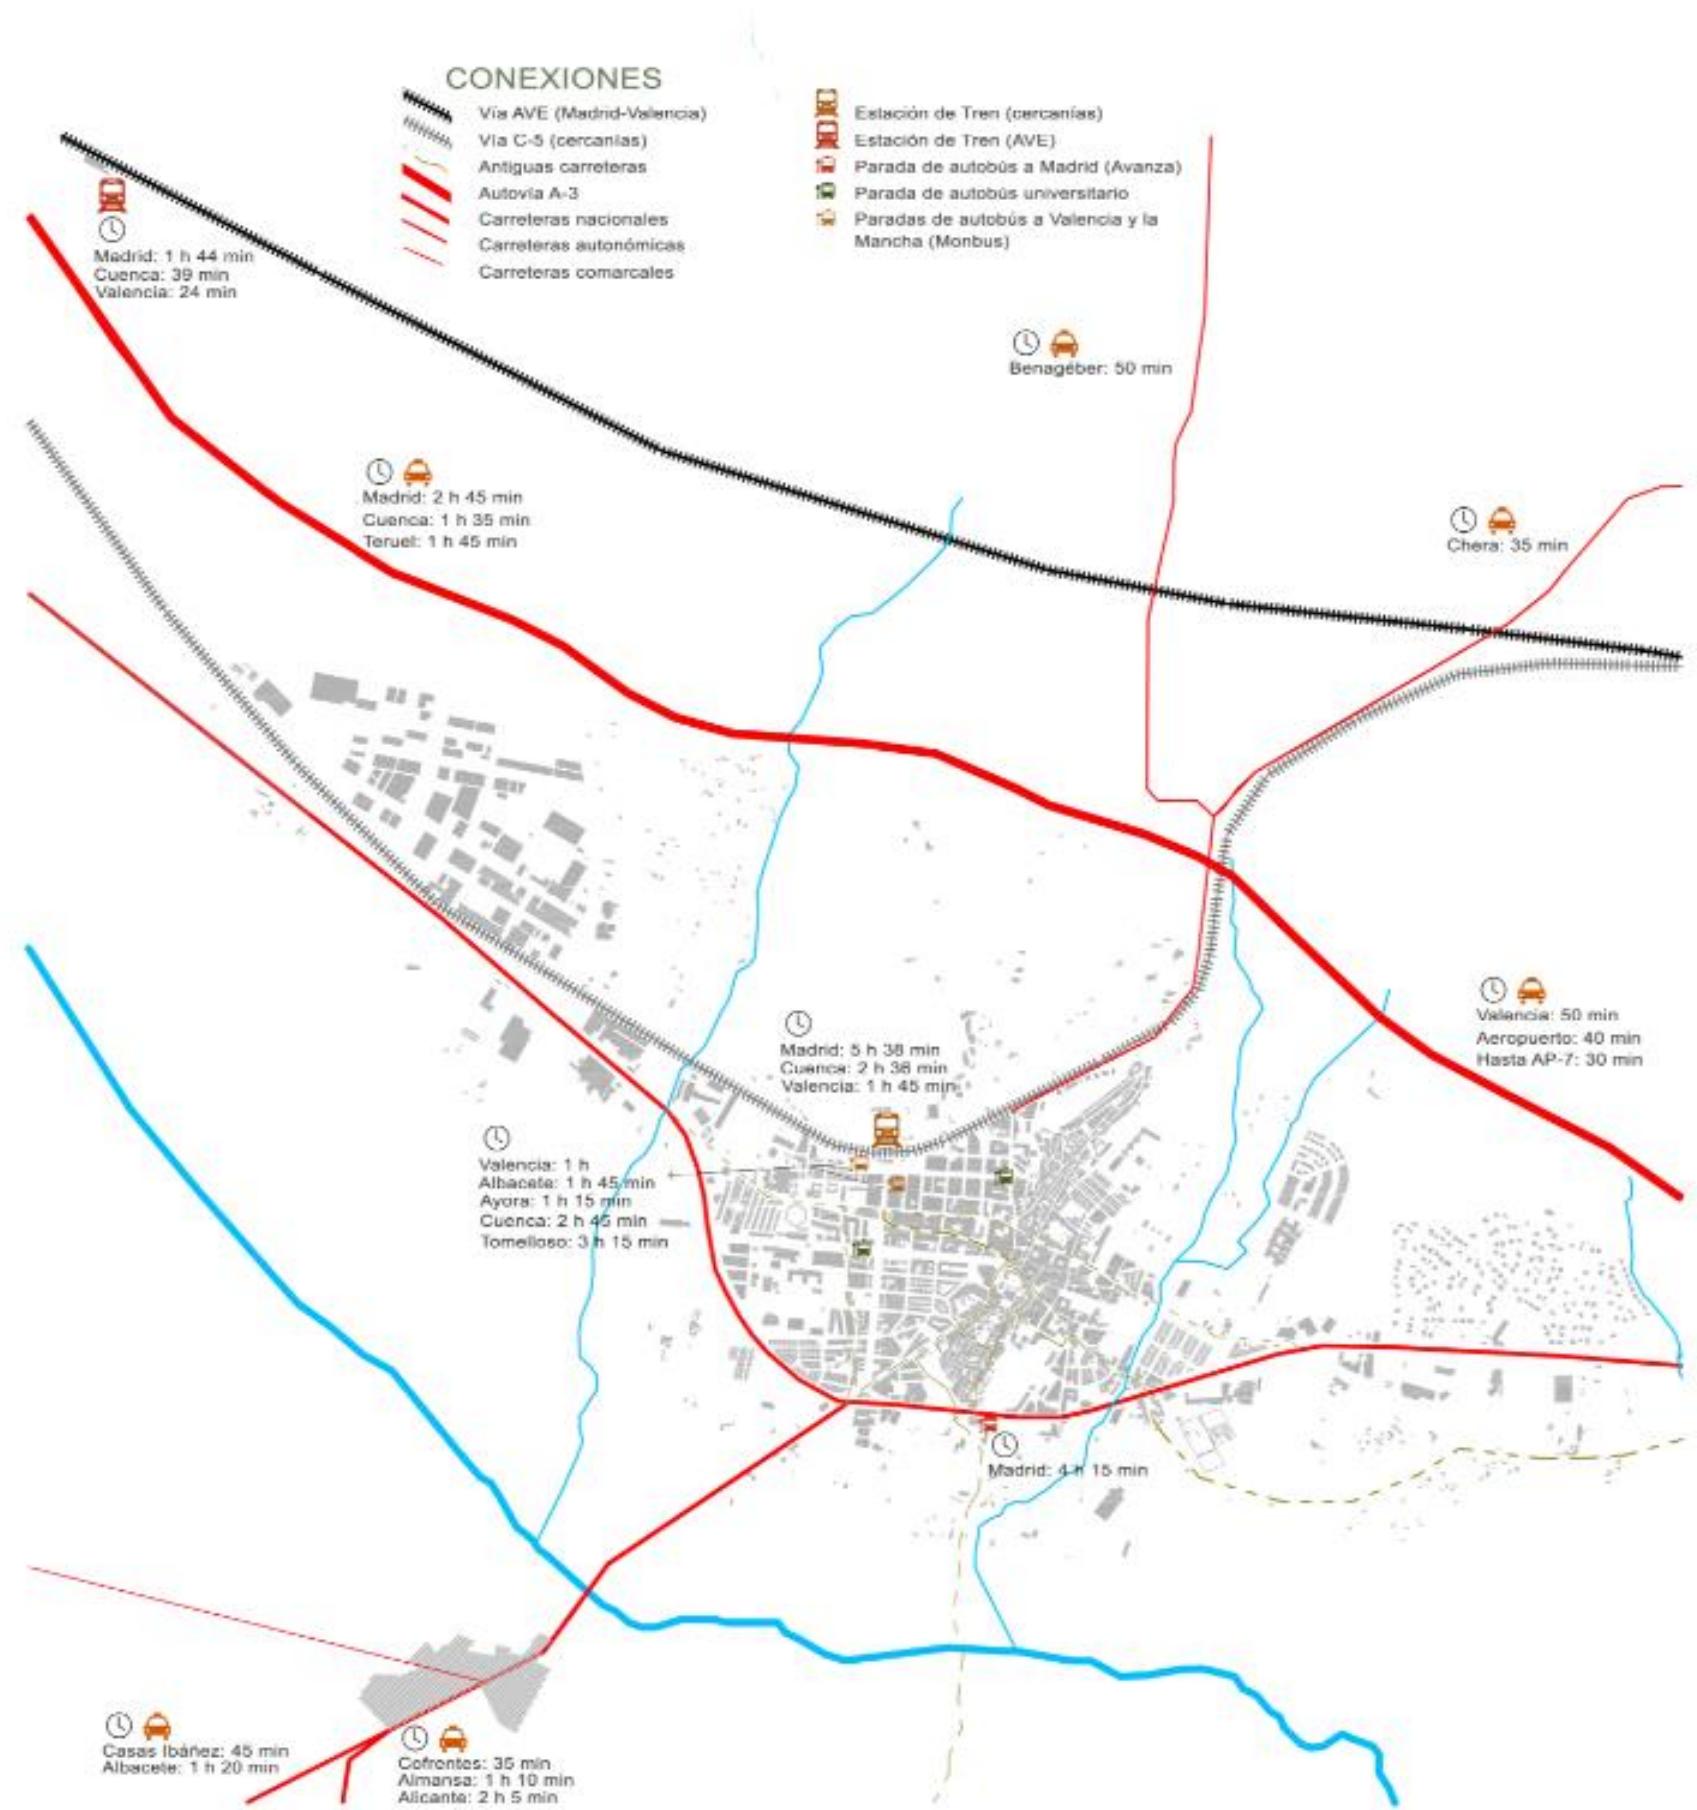 CONEXIONES
Vía AVE (Madrid-Valencia)
Vía C-5 (cercanías)
Antiguas carreteras
Autovía A-3
Carreteras nacionales
Carreteras autonómicas
Carreteras comarcales
Estación de Tren (cercanías)
Estación de Tren (AVE)
Parada de autobús a Madrid (Avanza)
Parada de autobús universitario
Paradas de autobús a Valencia y la
Mancha (Monbus)
Madrid: 1 h 44 min
Cuenca: 39 min
Valencia: 24 min
Benagéber: 50 min
Madrid: 2 h 45 min
Cuenca: 1 h 35 min
Teruel: 1 h 45 min
Chera: 35 min
Valencia: 50 min
Aeropuerto: 40 min
Hasta AP-7: 30 min
Madrid: 5 h 38 min
Cuenca: 2 h 38 min
Valencia: 1 h 45 min
Valencia: 1 h
Albacete: 1 h 45 min
Ayora: 1 h 15 min
Cuenca: 2 h 45 min
Tomelloso: 3 h 15 min
Madrid: 4 h 15 min
Casas Ibáñez: 45 min
Albacete: 1 h 20 min
Cofrentes: 35 min
Almansa: 1 h 10 min
Alicante: 2 h 5 min